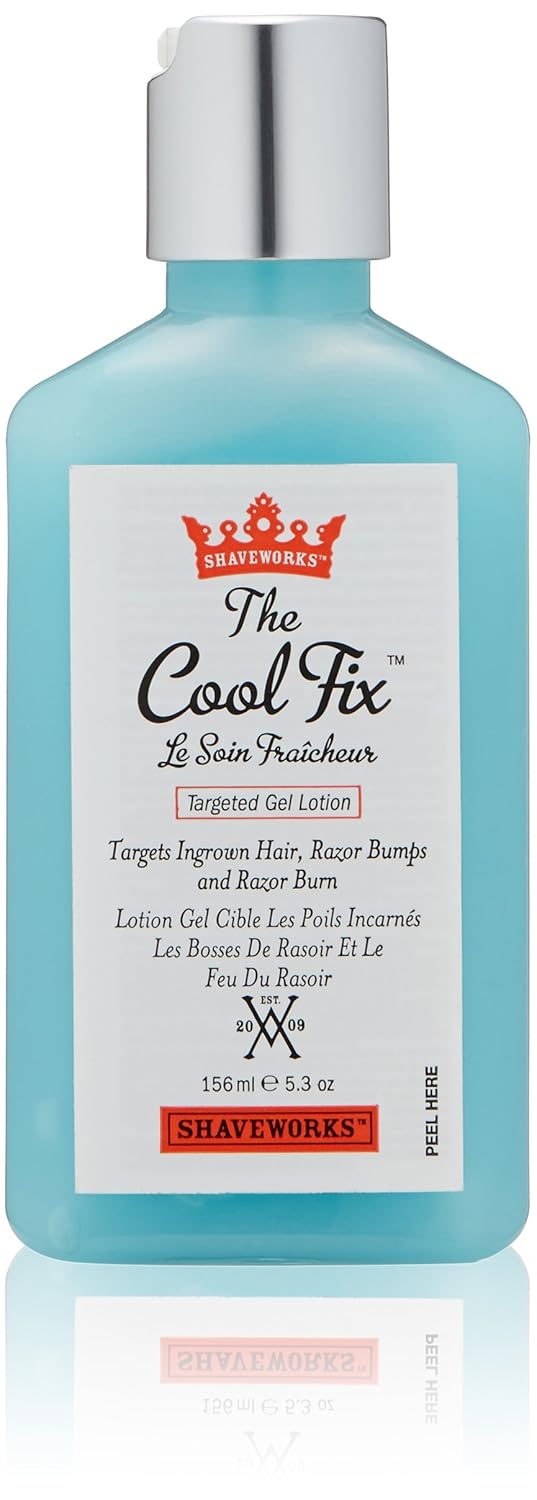 SHAVEWORKS™
The
Cool Fix™
Le Soin Fraîcheur
Targeted Gel Lotion
Targets Ingrown Hair, Razor Bumps
and Razor Burn
Lotion Gel Cible Les Poils Incarnés
Les Bosses De Rasoir Et Le
Feu Du Rasoir
EST.
20 09
156 ml ℮ 5.3 oz
SHAVEWORKS™
PEEL HERE